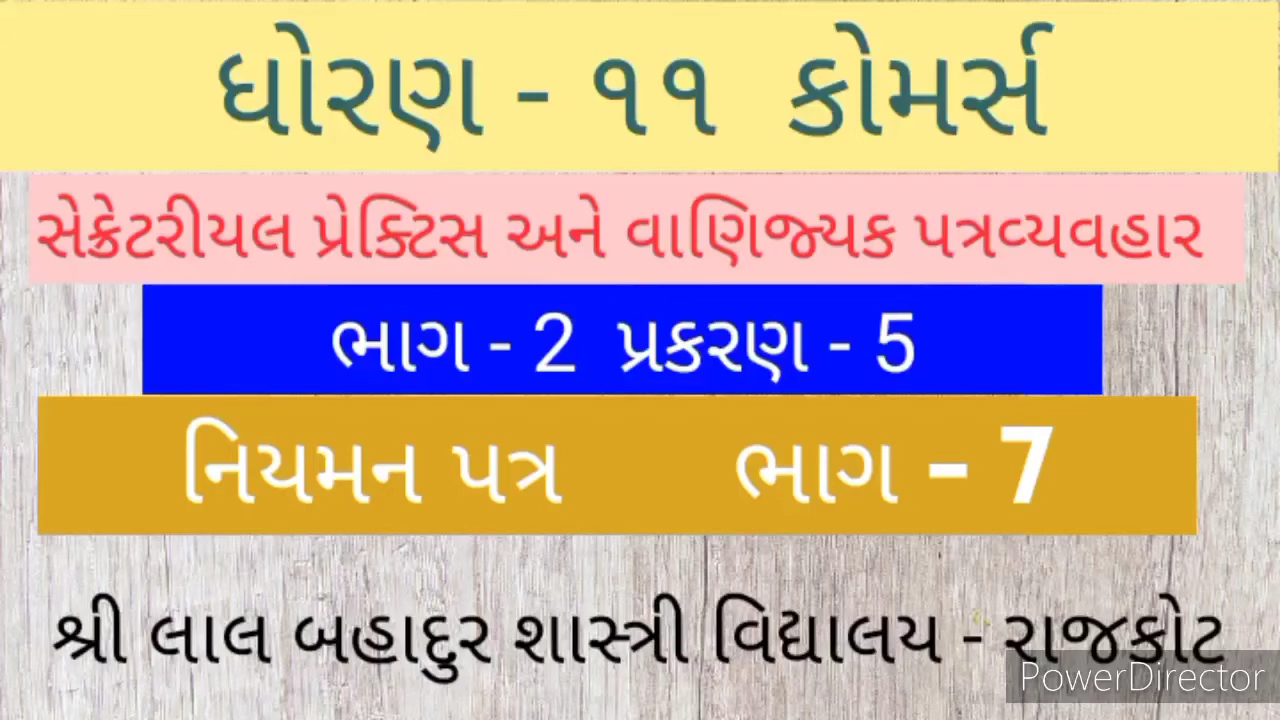 ધોરણ - ૧૧ કોમર્સ
સેક્રેટરીયલ પ્રેક્ટિસ અને વાણિજ્યક પત્રવ્યવહાર
ભાગ - 2 પ્રકરણ - 5
નિયમન પત્ર ભાગ - 7
શ્રી લાલ બહાદુર શાસ્ત્રી વિદ્યાલય - રાજકોટ
PowerDirector